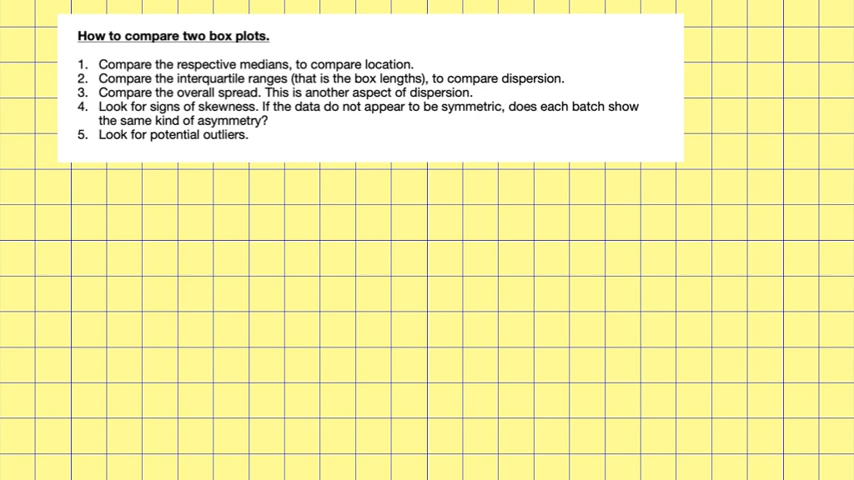 How to compare two box plots.
1. Compare the respective medians, to compare location.
2. Compare the interquartile ranges (that is the box lengths), to compare dispersion.
3. Compare the overall spread. This is another aspect of dispersion.
4. Look for signs of skewness. If the data do not appear to be symmetric, does each batch show
the same kind of asymmetry?
5. Look for potential outliers.